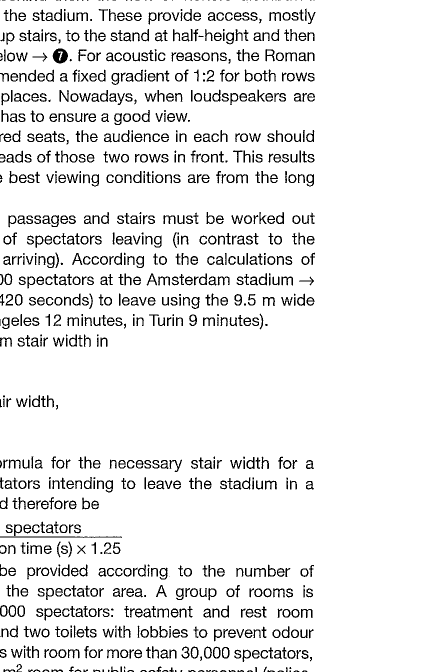 the stadium. These provide access, mostly
up stairs, to the stand at half-height and then
elow → 7. For acoustic reasons, the Roman
mended a fixed gradient of 1:2 for both rows
places. Nowadays, when loudspeakers are
has to ensure a good view.
red seats, the audience in each row should
eads of those two rows in front. This results
e best viewing conditions are from the long
passages and stairs must be worked out
of spectators leaving (in contrast to the
arriving). According to the calculations of
00 spectators at the Amsterdam stadium →
420 seconds) to leave using the 9.5 m wide
geles 12 minutes, in Turin 9 minutes).
m stair width in
air width,
ormula for the necessary stair width for a
tators intending to leave the stadium in a
d therefore be
spectators
on time (s) × 1.25
be provided according to the number of
the spectator area. A group of rooms is
000 spectators: treatment and rest room
nd two toilets with lobbies to prevent odour
s with room for more than 30,000 spectators,
m² room for public safety personnel (police